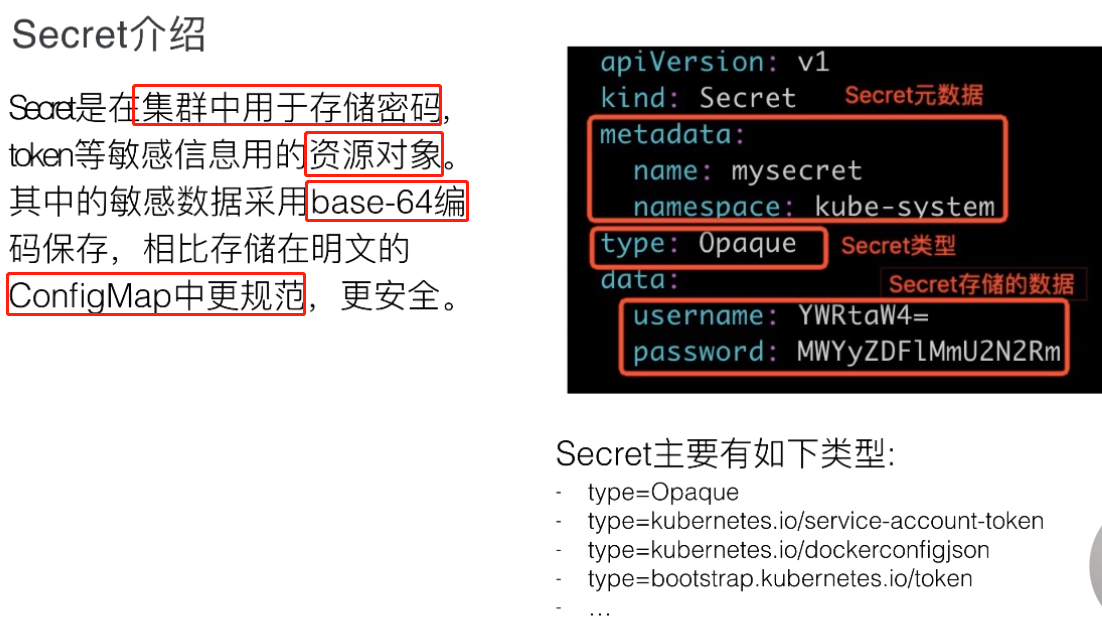 Secret介绍
Secret是在集群中用于存储密码,
token等敏感信息用的资源对象。
其中的敏感数据采用base-64编
码保存，相比存储在明文的
ConfigMap中更规范，更安全。
apiVersion: v1
kind: Secret
Secret元数据
metadata:
name: mysecret
namespace: kube-system
type: Opaque
Secret类型
data:
Secret存储的数据
username: YWRtaW4=
password: MWYyZDFlMmU2N2Rm
Secret主要有如下类型:
- type=Opaque
- type=kubernetes.io/service-account-token
- type=kubernetes.io/dockerconfigjson
- type=bootstrap.kubernetes.io/token
- …